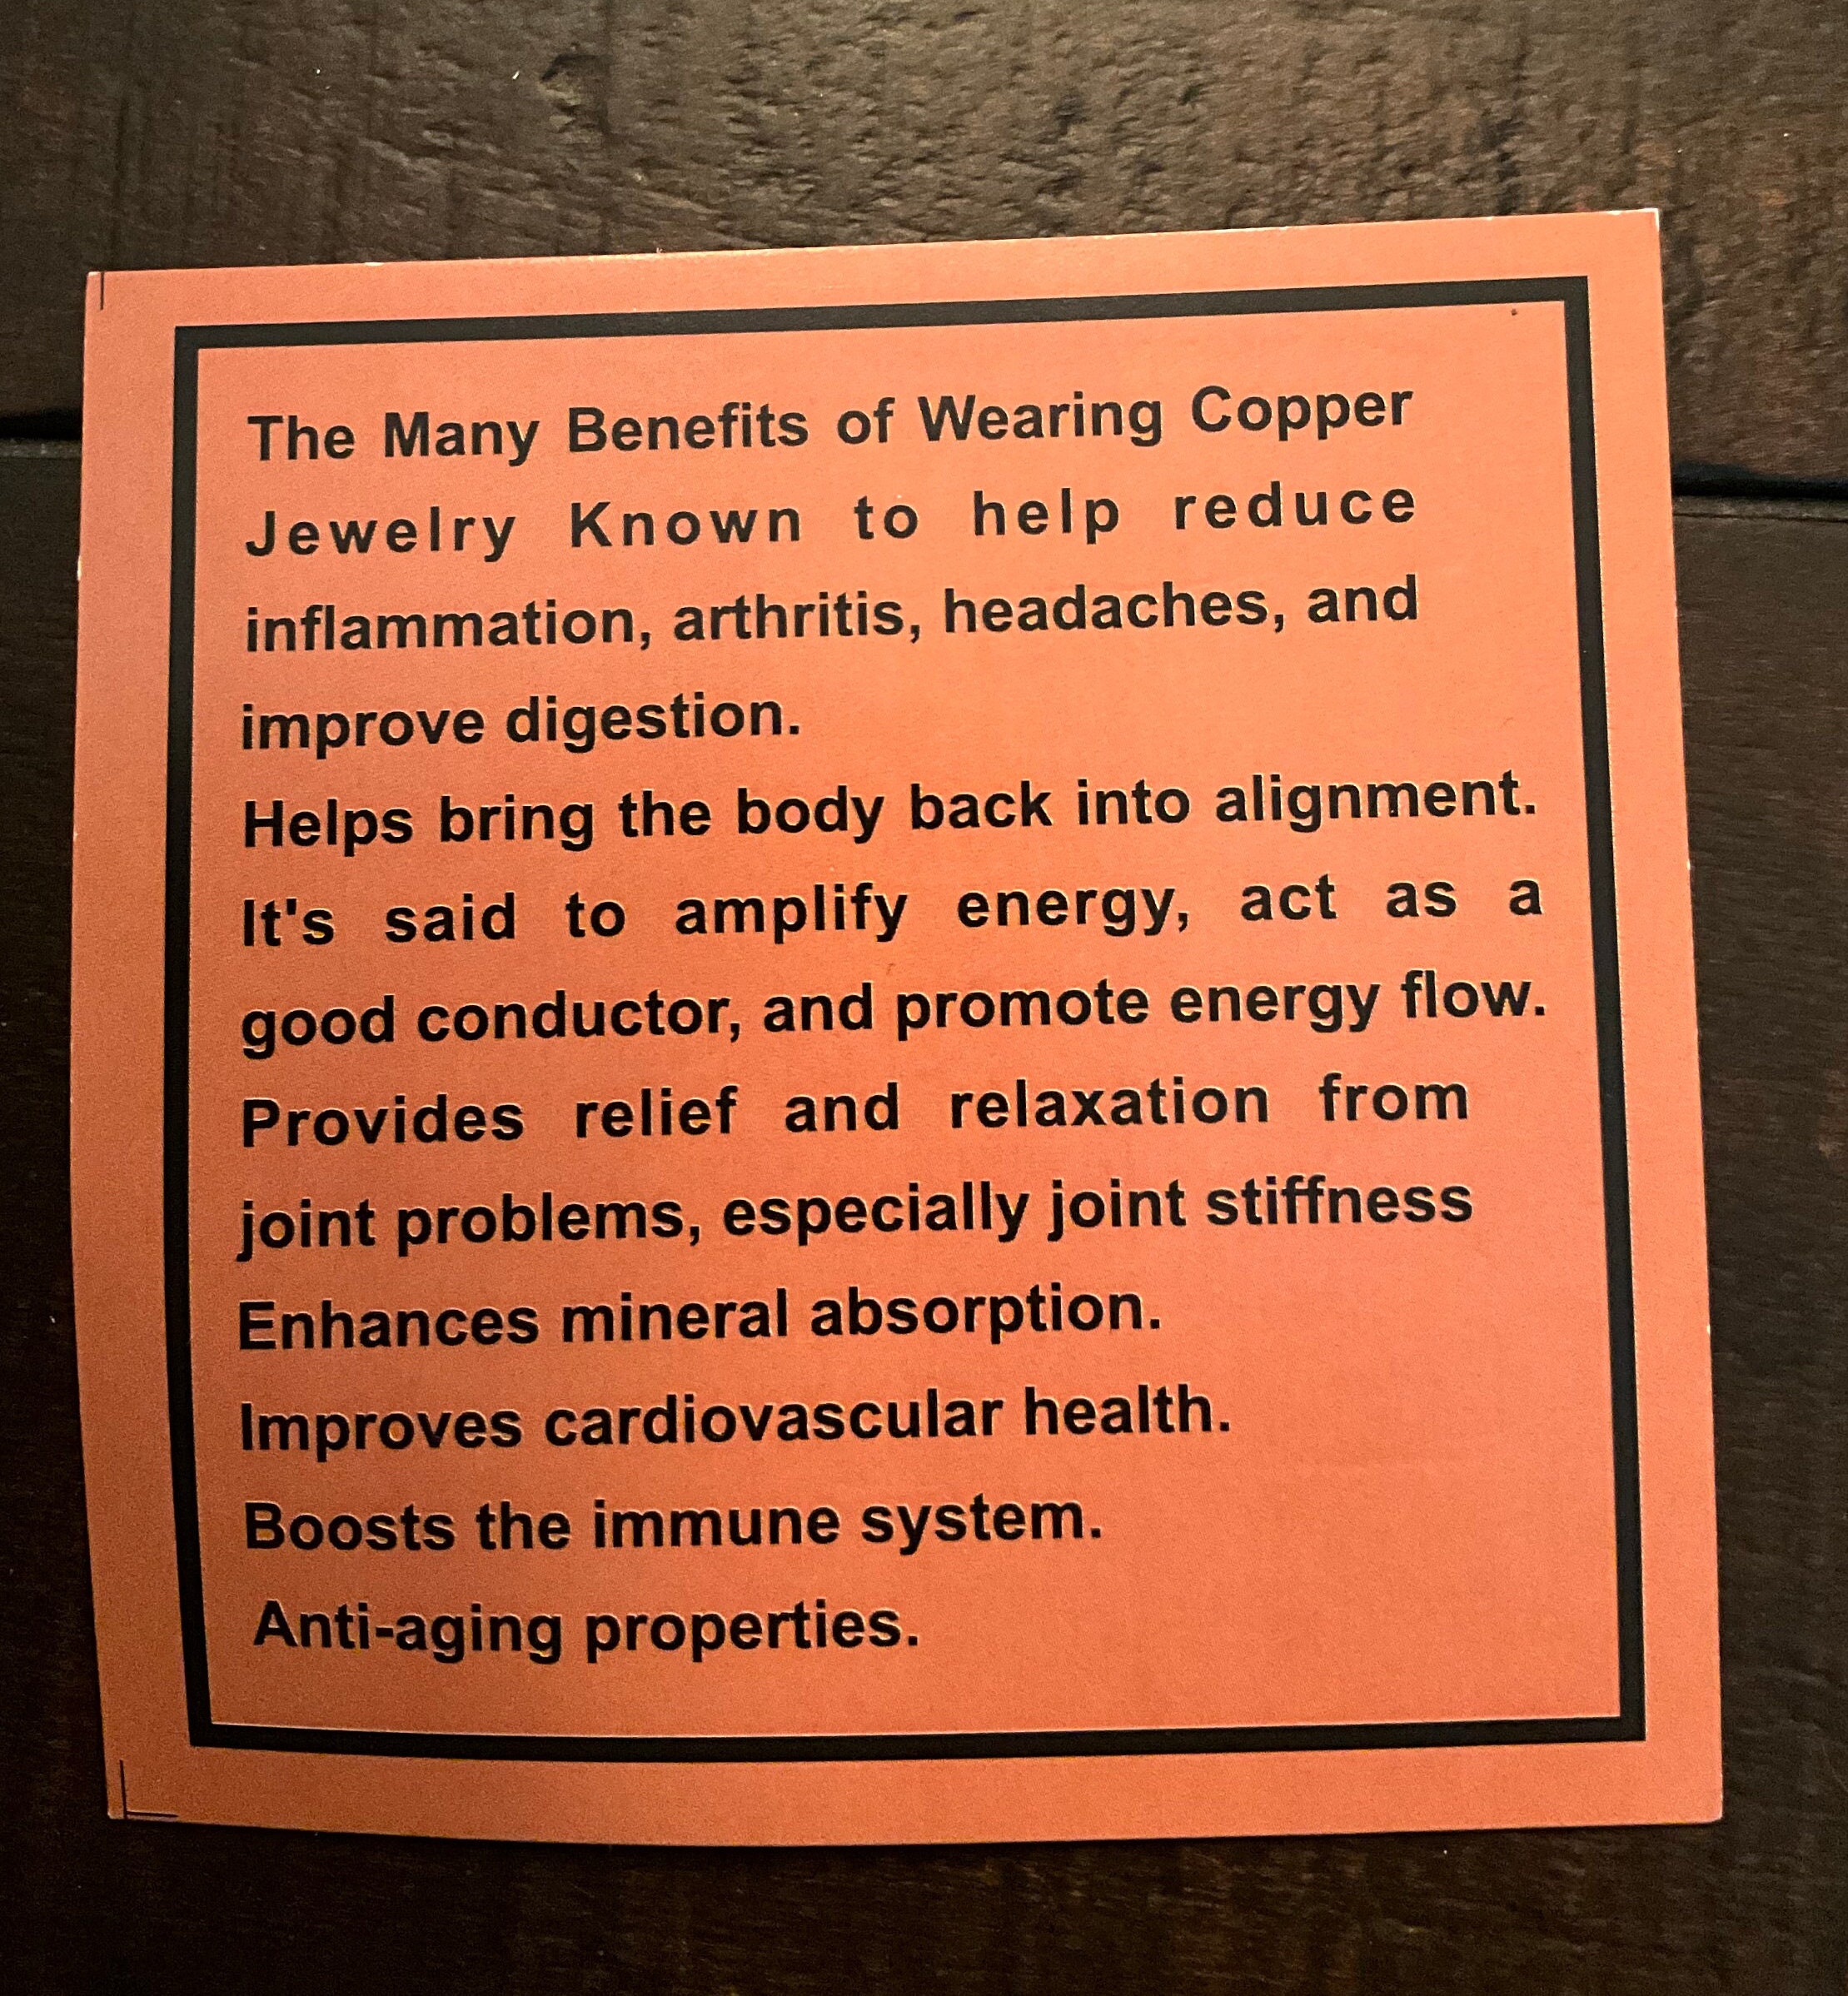 The Many Benefits of Wearing Copper
Jewelry Known to help reduce
inflammation, arthritis, headaches, and
improve digestion.
Helps bring the body back into alignment.
It's said to amplify energy, act as a
good conductor, and promote energy flow.
Provides relief and relaxation from
joint problems, especially joint stiffness
Enhances mineral absorption.
Improves cardiovascular health.
Boosts the immune system.
Anti-aging properties.